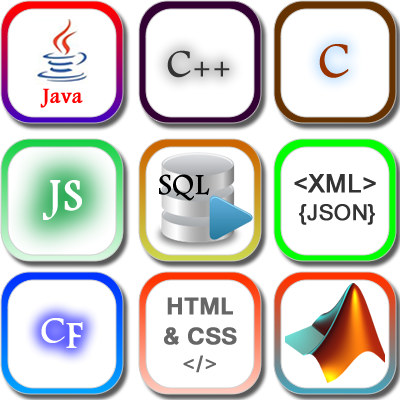 Java
C++
C
JS
SQL
<XML>
{JSON}
CF
HTML
& CSS
</>